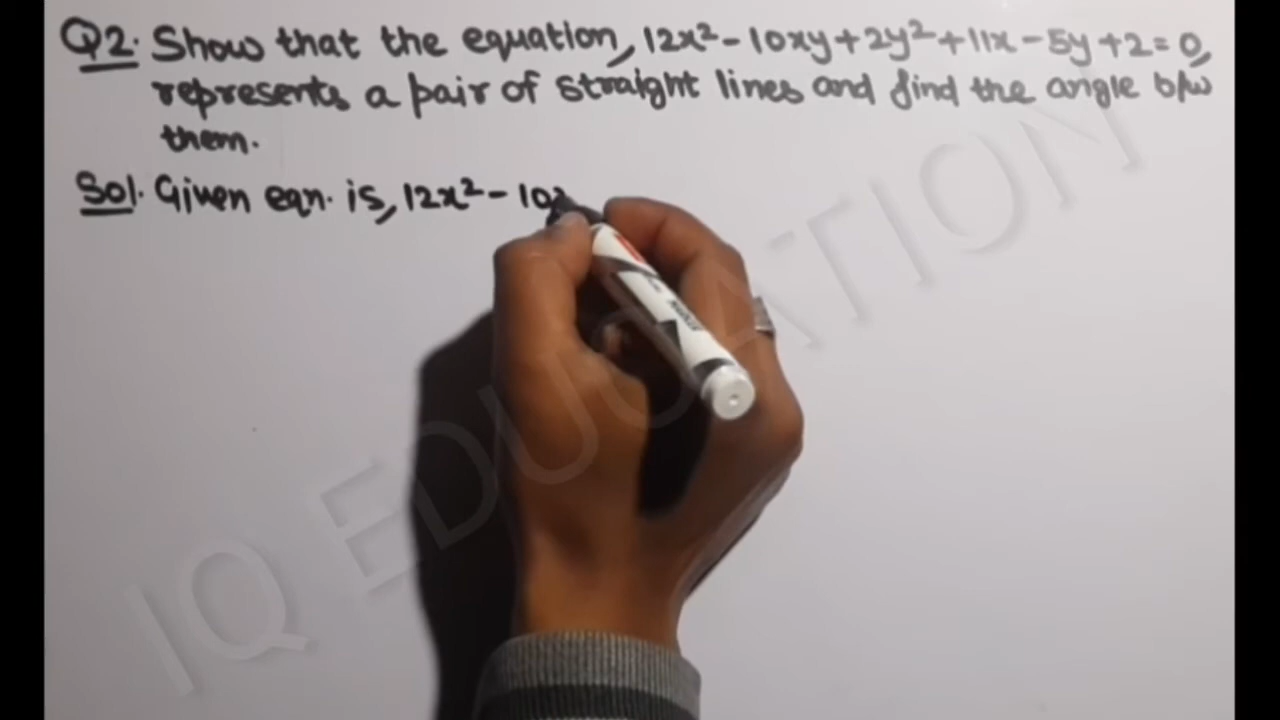 Q2. Show that the equation, 12x² - 10xy + 2y² + 11x - 5y + 2 = 0,
represents a pair of straight lines and find the angle b/w
them.
Sol. Given eqn. is, 12x² - 10x
IQ EDUCATION